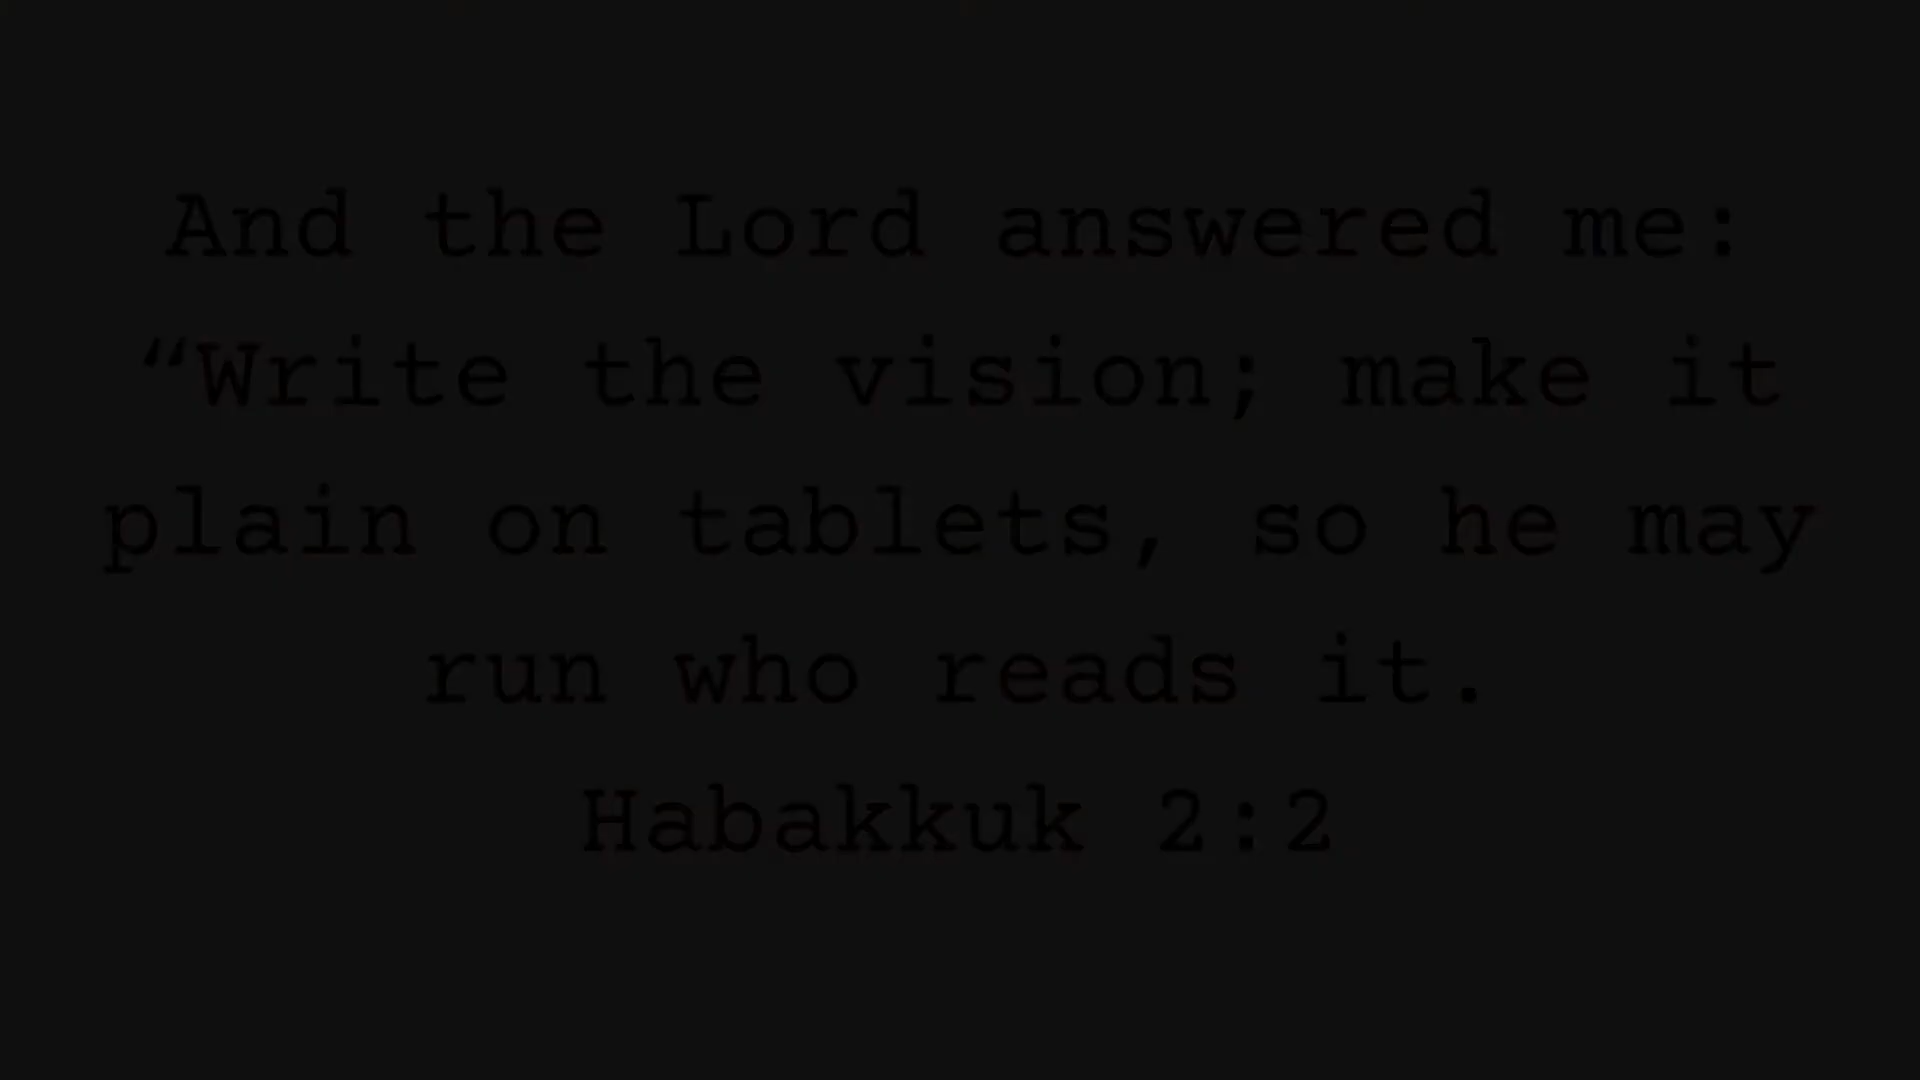 And the Lord answered me:
“Write the vision; make it
plain on tablets, so he may
run who reads it.
Habakkuk 2:2